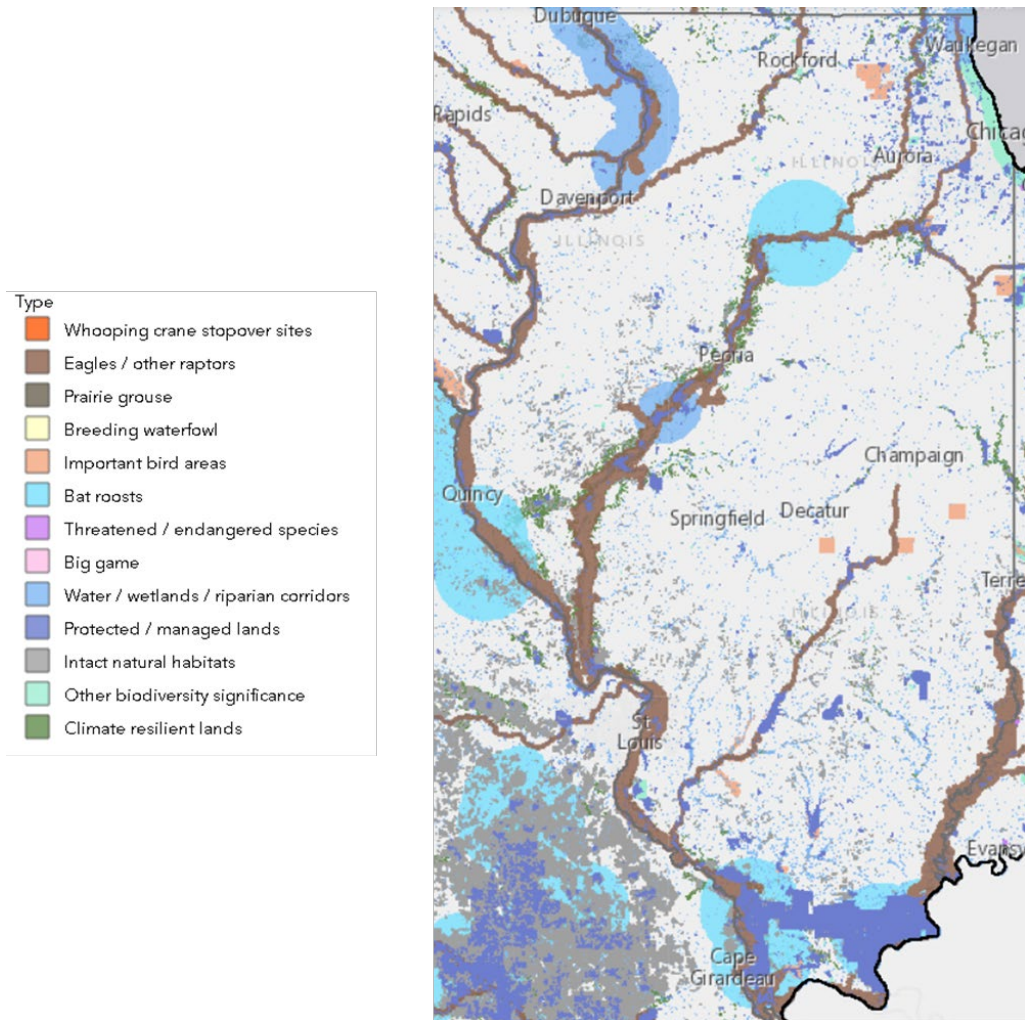 Type
Whooping crane stopover sites
Eagles / other raptors
Prairie grouse
Breeding waterfowl
Important bird areas
Bat roosts
Threatened / endangered species
Big game
Water / wetlands / riparian corridors
Protected / managed lands
Intact natural habitats
Other biodiversity significance
Climate resilient lands
Dubuque
Waukegan
Rockford
Rapids
Chicag
Aurora
ILLINOIS
Davenport
ILLINOIS
Peoria
Champaign
Quincy
Springfield
Decatur
Terre
ILLINOIS
St
Louis
Evansv
Cape
Girardeau